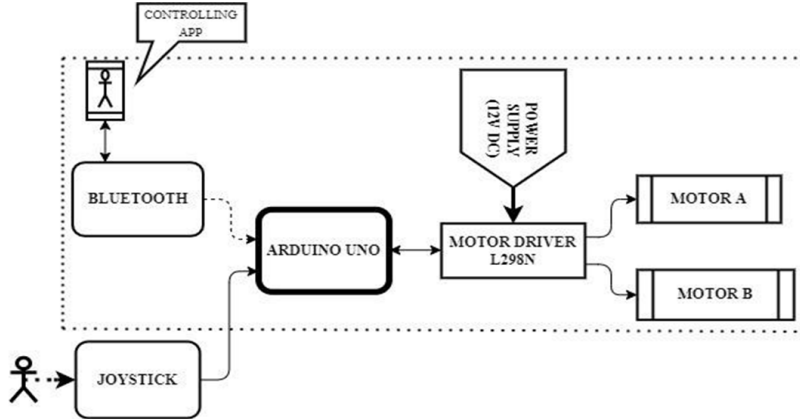 CONTROLLING
APP
POWER
SUPPLY
(12V DC)
BLUETOOTH
MOTOR A
ARDUINO UNO
MOTOR DRIVER
L298N
MOTOR B
JOYSTICK